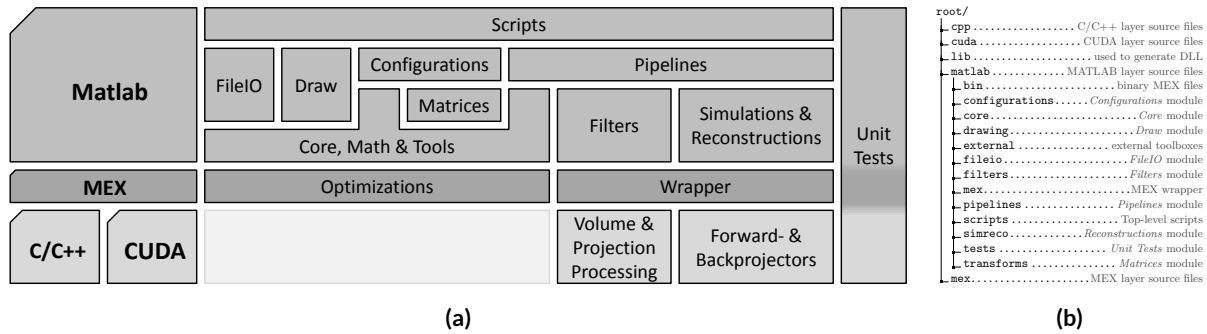 Scripts
Matlab
FileIO
Draw
Configurations
Pipelines
Matrices
Filters
Simulations &
Reconstructions
Core, Math & Tools
Unit
Tests
MEX
Optimizations
Wrapper
C/C++
CUDA
Volume &
Projection
Processing
Forward- &
Backprojectors
(a)
root/
cpp..................C/C++ layer source files
cuda..................CUDA layer source files
lib..................used to generate DLL
matlab..................MATLAB layer source files
bin..................binary MEX files
configurations......Configurations module
core..................Core module
drawing..................Draw module
external..................external toolboxes
fileio..................FileIO module
filters..................Filters module
mex..................MEX wrapper
pipelines..................Pipelines module
scripts..................Top-level scripts
simreco..................Reconstructions module
tests..................Unit Tests module
transforms..................Matrices module
mex..................MEX layer source files
(b)